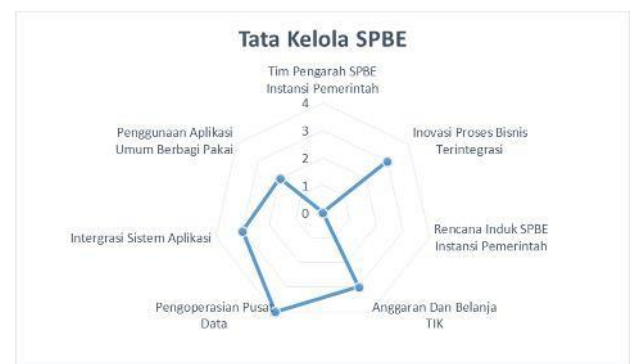 Tata Kelola SPBE
Tim Pengarah SPBE
Instansi Pemerintah
4
3
2
1
0
Inovasi Proses Bisnis
Terintegrasi
Rencana Induk SPBE
Instansi Pemerintah
Anggaran Dan Belanja
TIK
Pengoperasian Pusat
Data
Intergrasi Sistem Aplikasi
Penggunaan Aplikasi
Umum Berbagi Pakai